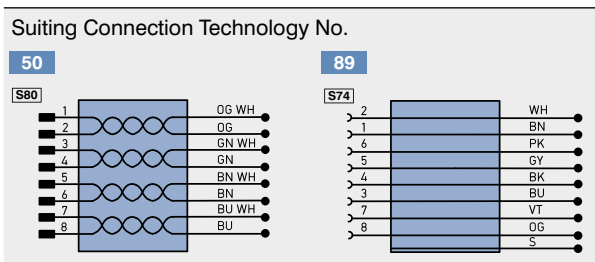 Suiting Connection Technology No.
50
S80
1 OG WH
2 OG
3 GN WH
4 GN
5 BN WH
6 BN
7 BU WH
8 BU
89
S74
2 WH
1 BN
6 PK
5 GY
4 BK
3 BU
7 VT
8 OG
S